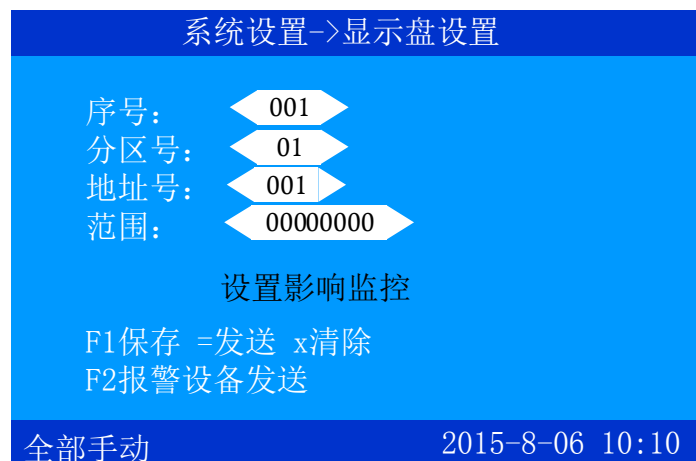 系统设置->显示盘设置
序号： 001
分区号： 01
地址号： 001
范围： 00000000
设置影响监控
F1保存 =发送 x清除
F2报警设备发送
全部手动 2015-8-06 10:10